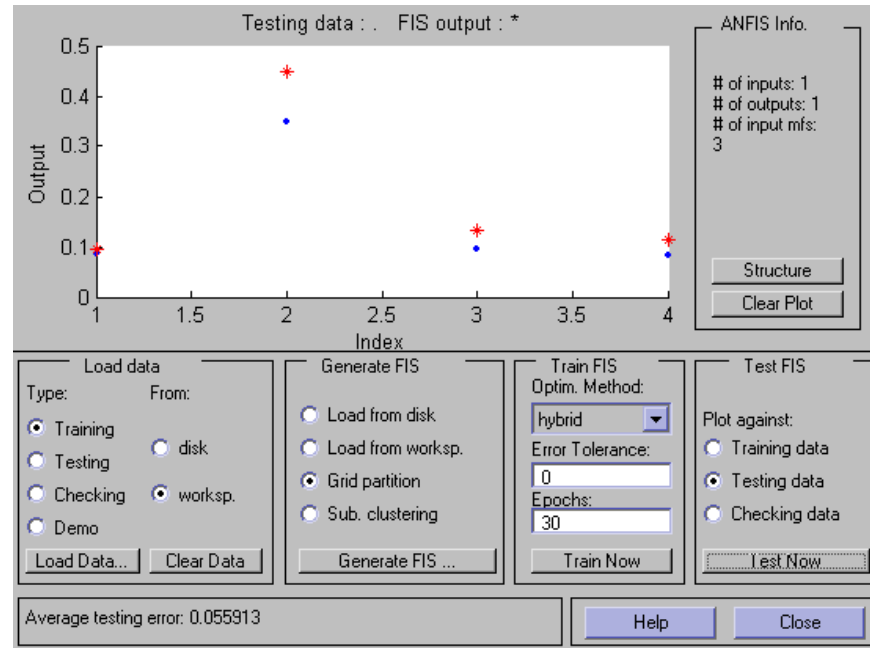 Testing data : .   FIS output : *
0.5
0.4
0.3
0.2
0.1
0
Output
1
1.5
2
2.5
3
3.5
4
Index
ANFIS Info.
# of inputs: 1
# of outputs: 1
# of input mfs:
3
Structure
Clear Plot
Load data
Type:
From:
Training
Testing
Checking
Demo
disk
worksp.
Load Data...
Clear Data
Generate FIS
Load from disk
Load from worksp.
Grid partition
Sub. clustering
Generate FIS ...
Train FIS
Optim. Method:
hybrid
Error Tolerance:
0
Epochs:
30
Train Now
Test FIS
Plot against:
Training data
Testing data
Checking data
Test Now
Average testing error: 0.055913
Help
Close